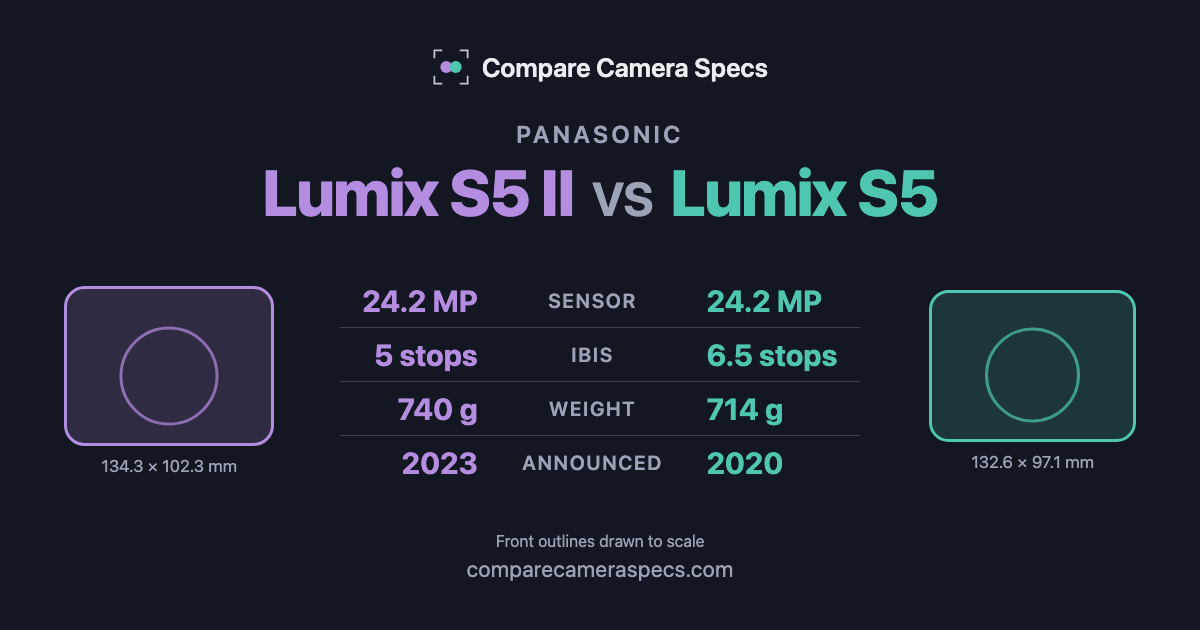 Compare Camera Specs
PANASONIC
Lumix S5 II vs Lumix S5
24.2 MP SENSOR 24.2 MP
5 stops IBIS 6.5 stops
740 g WEIGHT 714 g
2023 ANNOUNCED 2020
134.3 × 102.3 mm
132.6 × 97.1 mm
Front outlines drawn to scale
comparecameraspecs.com